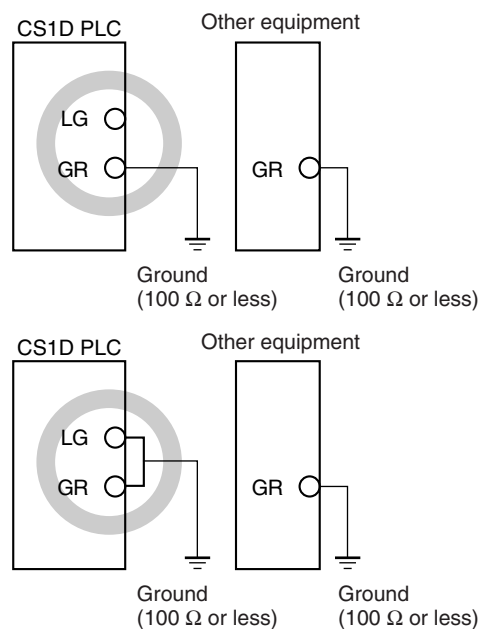 CS1D PLC
Other equipment
LG
GR
GR
Ground
(100 Ω or less)
Ground
(100 Ω or less)
CS1D PLC
Other equipment
LG
GR
GR
Ground
(100 Ω or less)
Ground
(100 Ω or less)